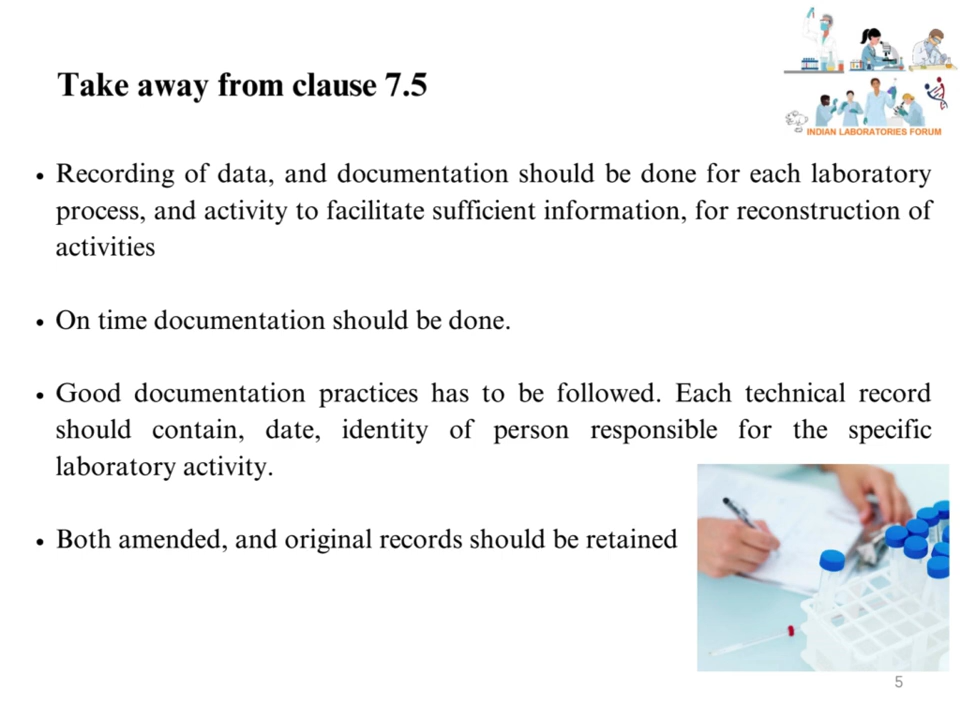 Take away from clause 7.5
INDIAN LABORATORIES FORUM
• Recording of data, and documentation should be done for each laboratory
process, and activity to facilitate sufficient information, for reconstruction of
activities
• On time documentation should be done.
• Good documentation practices has to be followed. Each technical record
should contain, date, identity of person responsible for the specific
laboratory activity.
• Both amended, and original records should be retained
5